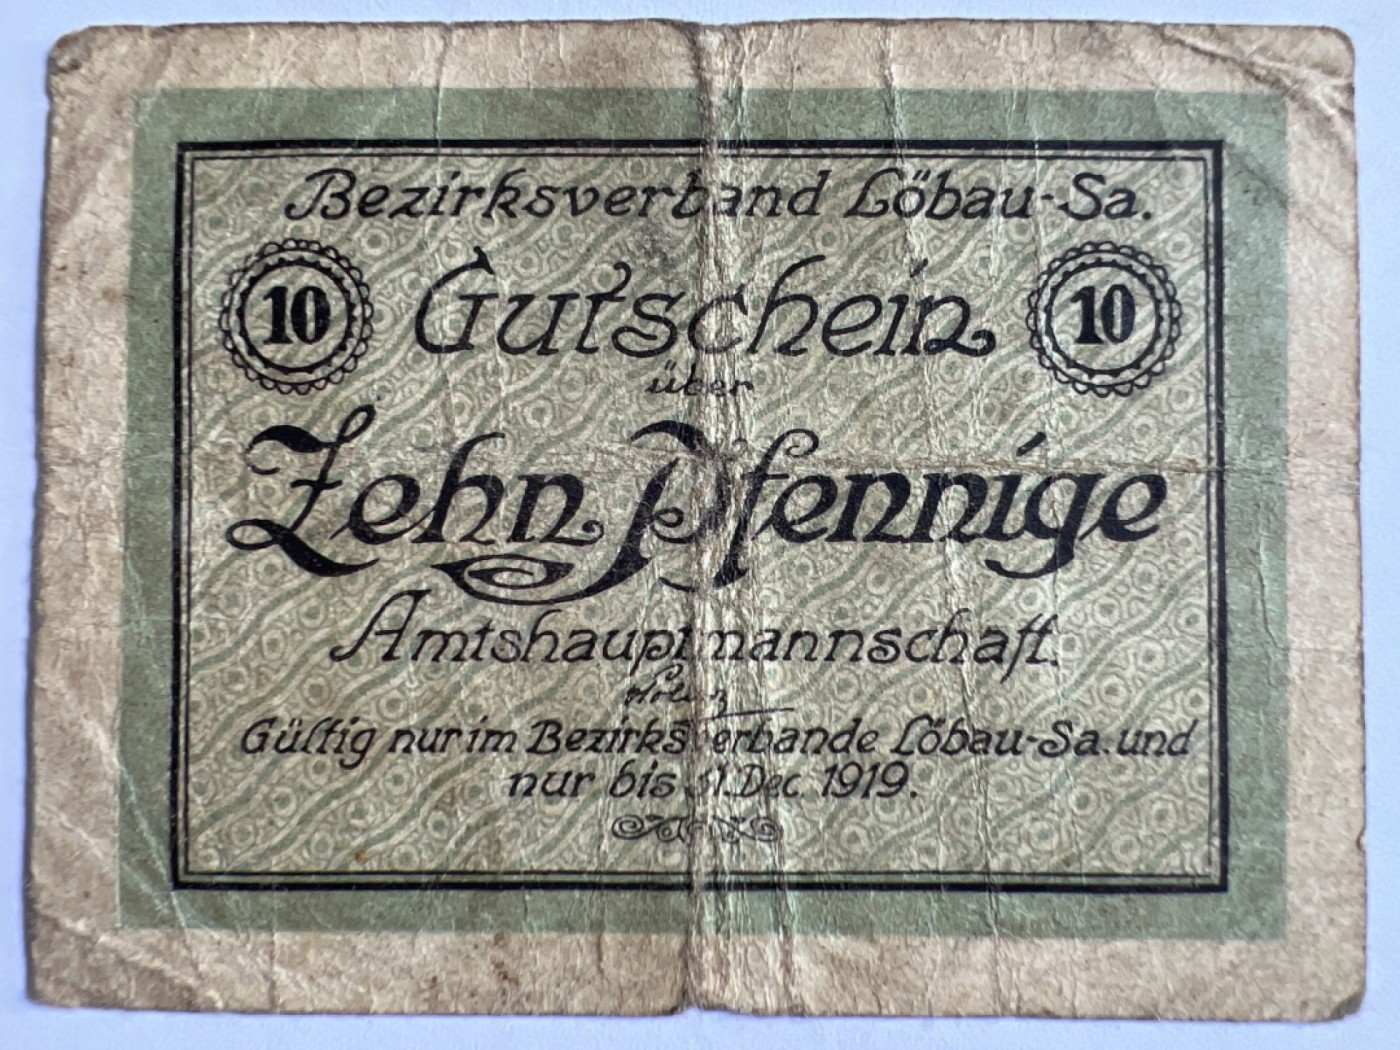 Bezirksverband Löbau-Sa.
10 Gutschein 10
über
Zehn Pfennige
Amtshauptmannschaft.
Gültig nur im Bezirksverbande Löbau-Sa. und
nur bis 31. Dec. 1919.